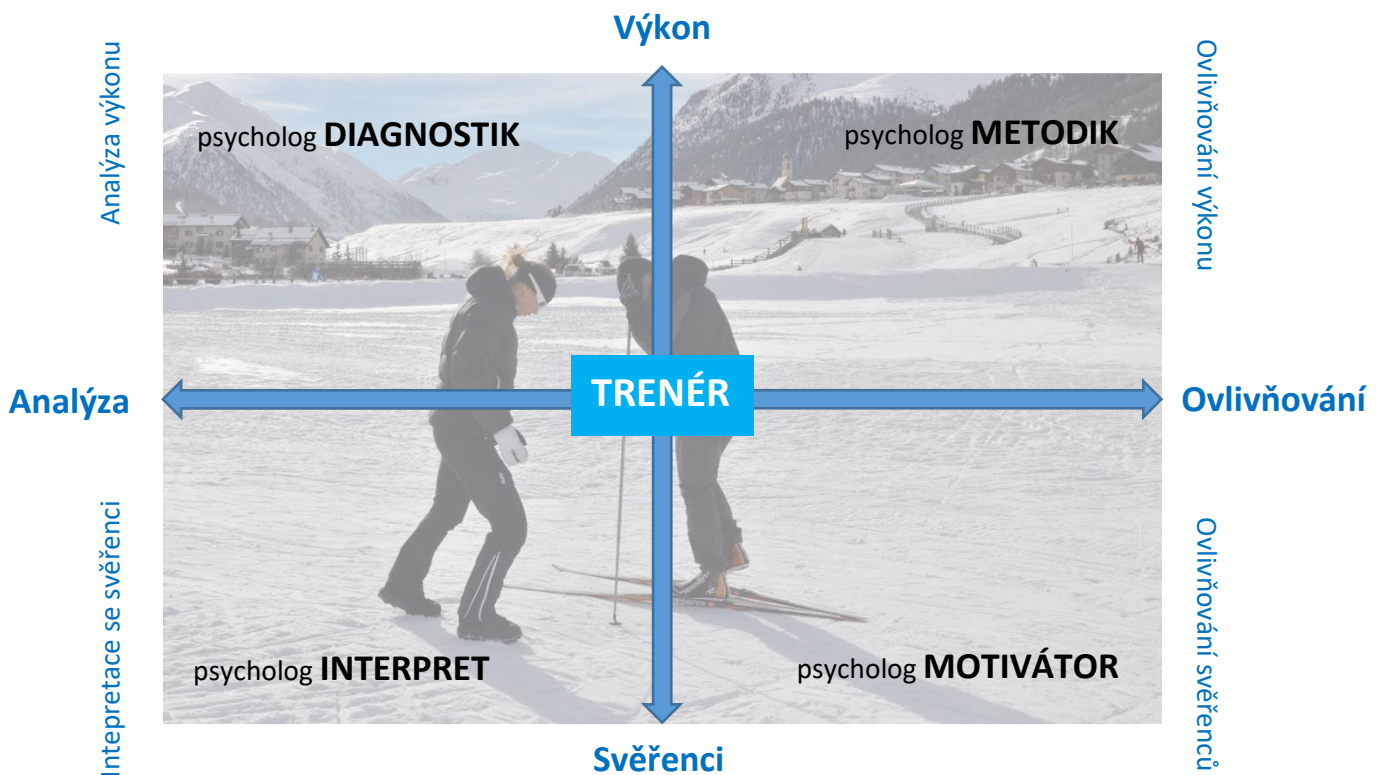 Výkon
Analýza výkonu
Ovlivňování výkonu
psycholog DIAGNOSTIK
psycholog METODIK
Analýza
TRENÉR
Ovlivňování
Intepretace se svěřenci
Ovlivňování svěřenců
psycholog INTERPRET
psycholog MOTIVÁTOR
Svěřenci